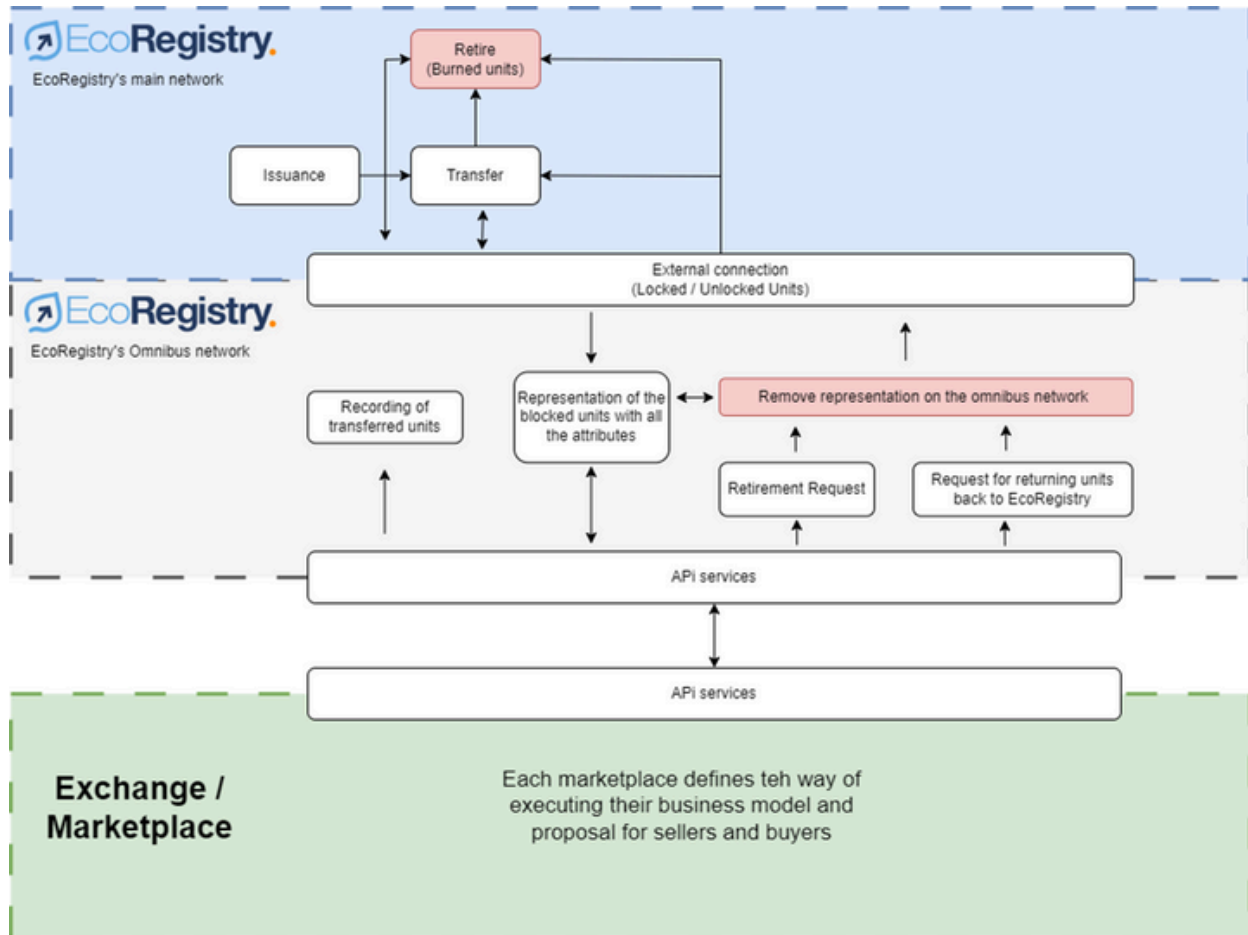 EcoRegistry.
EcoRegistry's main network
Retire
(Burned units)
Issuance
Transfer
External connection
(Locked / Unlocked Units)
EcoRegistry.
EcoRegistry's Omnibus network
Recording of
transferred units
Representation of the
blocked units with all
the attributes
Remove representation on the omnibus network
Retirement Request
Request for returning units
back to EcoRegistry
APi services
APi services
Exchange /
Marketplace
Each marketplace defines teh way of
executing their business model and
proposal for sellers and buyers